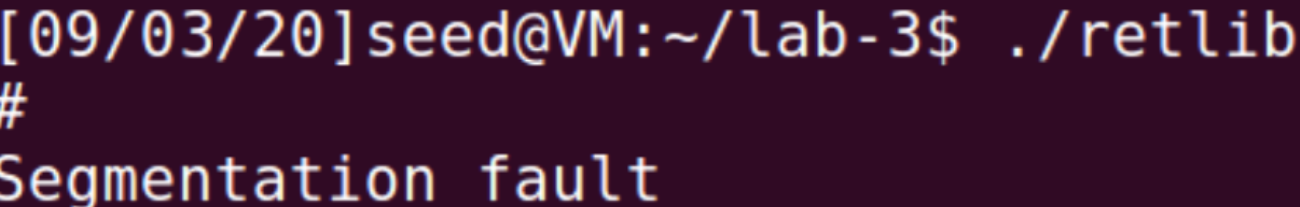 [09/03/20]seed@VM:~/lab-3$ ./retlib
#
Segmentation fault